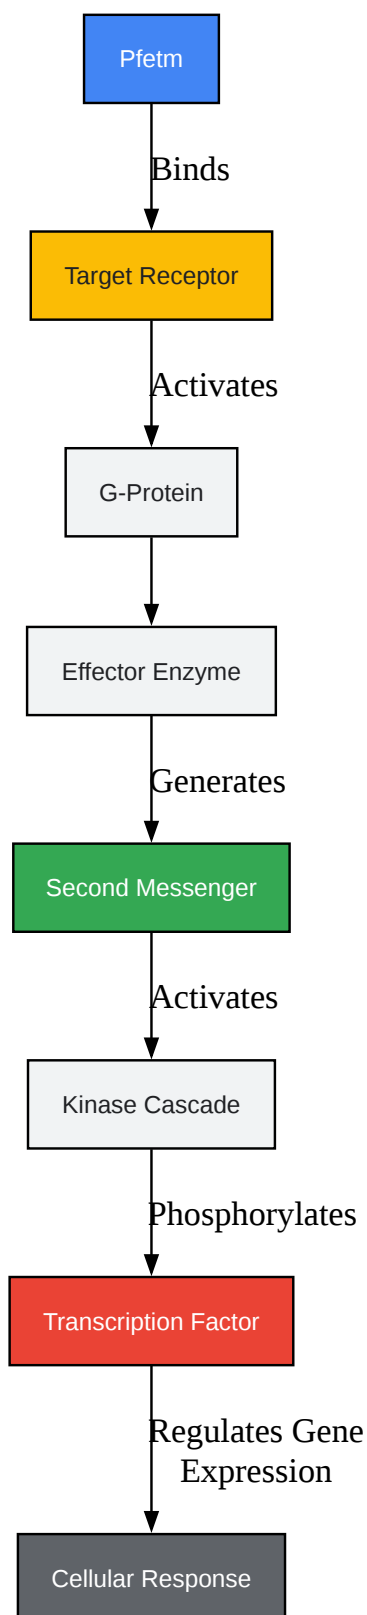 Pfetm
Binds
Target Receptor
Activates
G-Protein
Effector Enzyme
Generates
Second Messenger
Activates
Kinase Cascade
Phosphorylates
Transcription Factor
Regulates Gene
Expression
Cellular Response